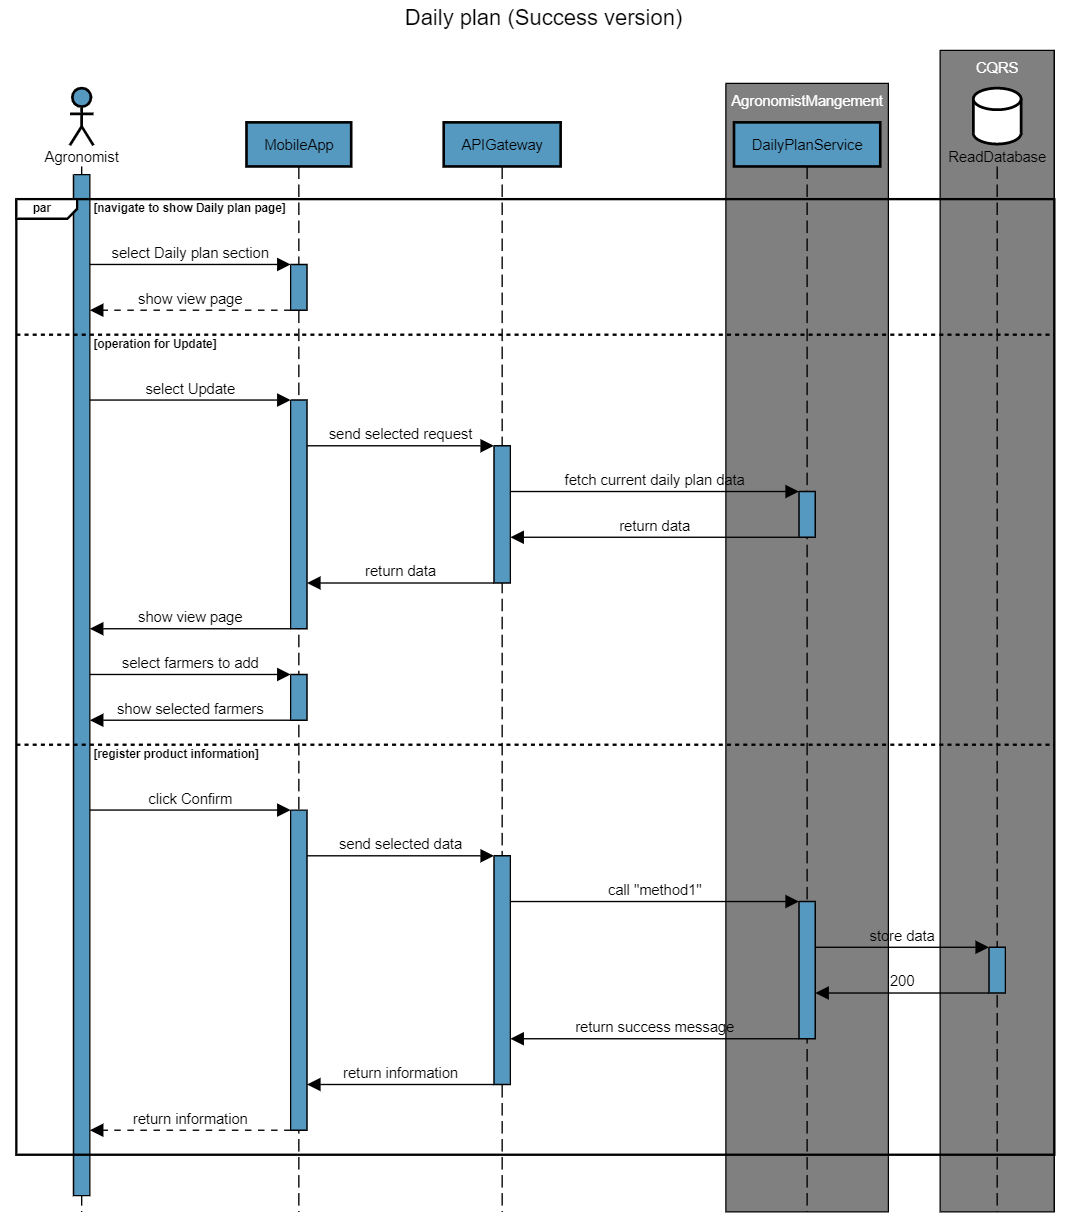 Daily plan (Success version)
CQRS
AgronomistMangement
Agronomist
MobileApp
APIGateway
DailyPlanService
ReadDatabase
par
[navigate to show Daily plan page]
select Daily plan section
show view page
[operation for Update]
select Update
send selected request
fetch current daily plan data
return data
return data
show view page
select farmers to add
show selected farmers
[register product information]
click Confirm
send selected data
call "method1"
store data
200
return success message
return information
return information